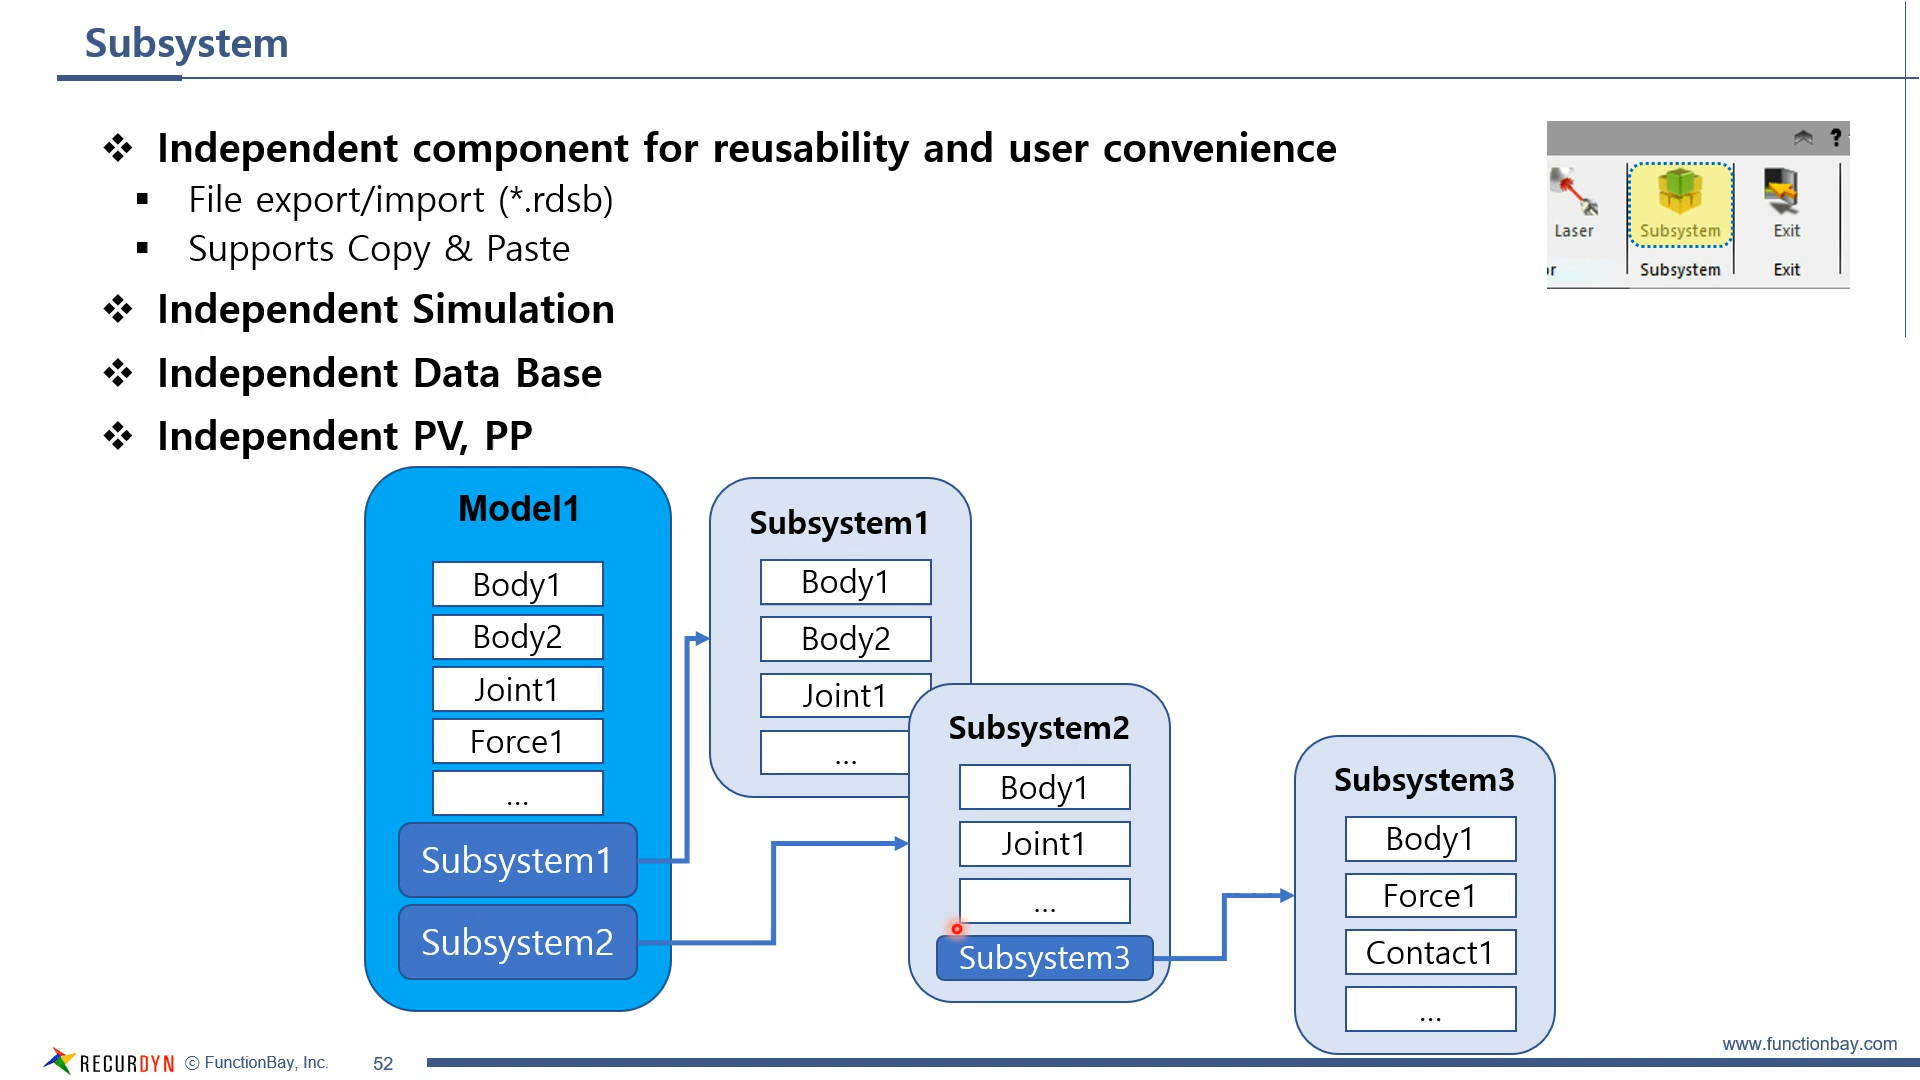 Subsystem
❖ Independent component for reusability and user convenience
▪ File export/import (*.rdsb)
▪ Supports Copy & Paste
❖ Independent Simulation
❖ Independent Data Base
❖ Independent PV, PP
?
Laser
Subsystem
Exit
or
Subsystem
Exit
Model1
Body1
Body2
Joint1
Force1
...
Subsystem1
Subsystem2
Subsystem1
Body1
Body2
Joint1
...
Subsystem2
Body1
Joint1
...
Subsystem3
Subsystem3
Body1
Force1
Contact1
...
RECURDYN © FunctionBay, Inc. 52
www.functionbay.com